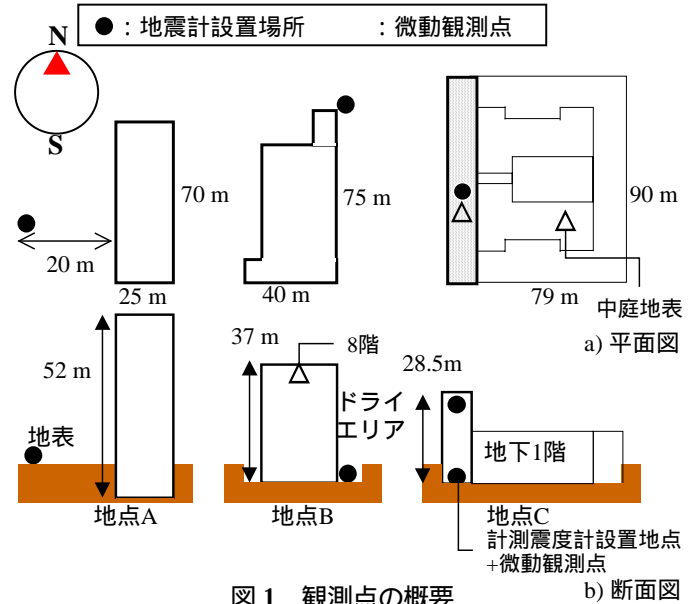 ●：地震計設置場所　　：微動観測点
N
S
20 m
70 m
25 m
75 m
40 m
90 m
79 m
中庭地表
a) 平面図
52 m
地表
地点A
37 m
8階
ドライ
エリア
地点B
28.5m
地下1階
地点C
計測震度計設置地点
+微動観測点
b) 断面図
図 1　観測点の概要